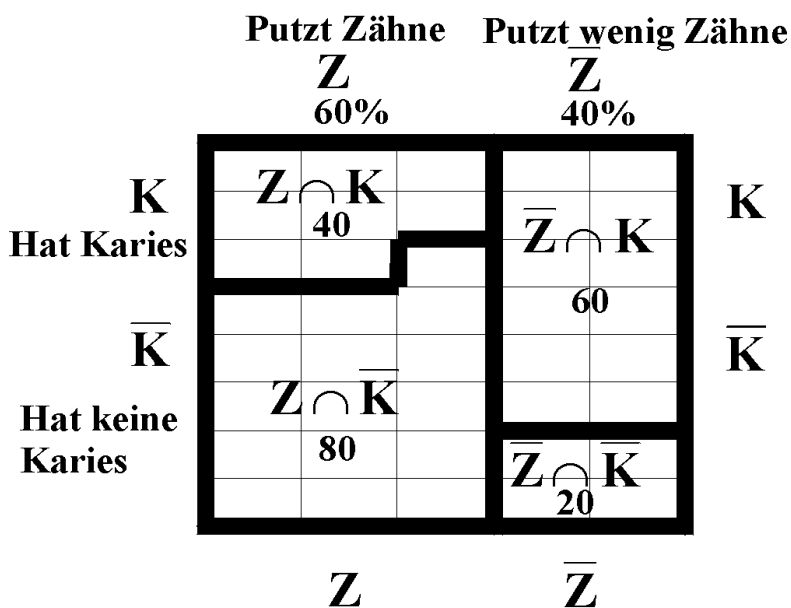 Putzt Zähne Putzt wenig Zähne
Z Z̅
60% 40%
K Z ∩ K K
40
Hat Karies Z̅ ∩ K
60
K̅ K̅
Z ∩ K̅
Hat keine
80
Karies Z̅ ∩ K̅
20
Z Z̅